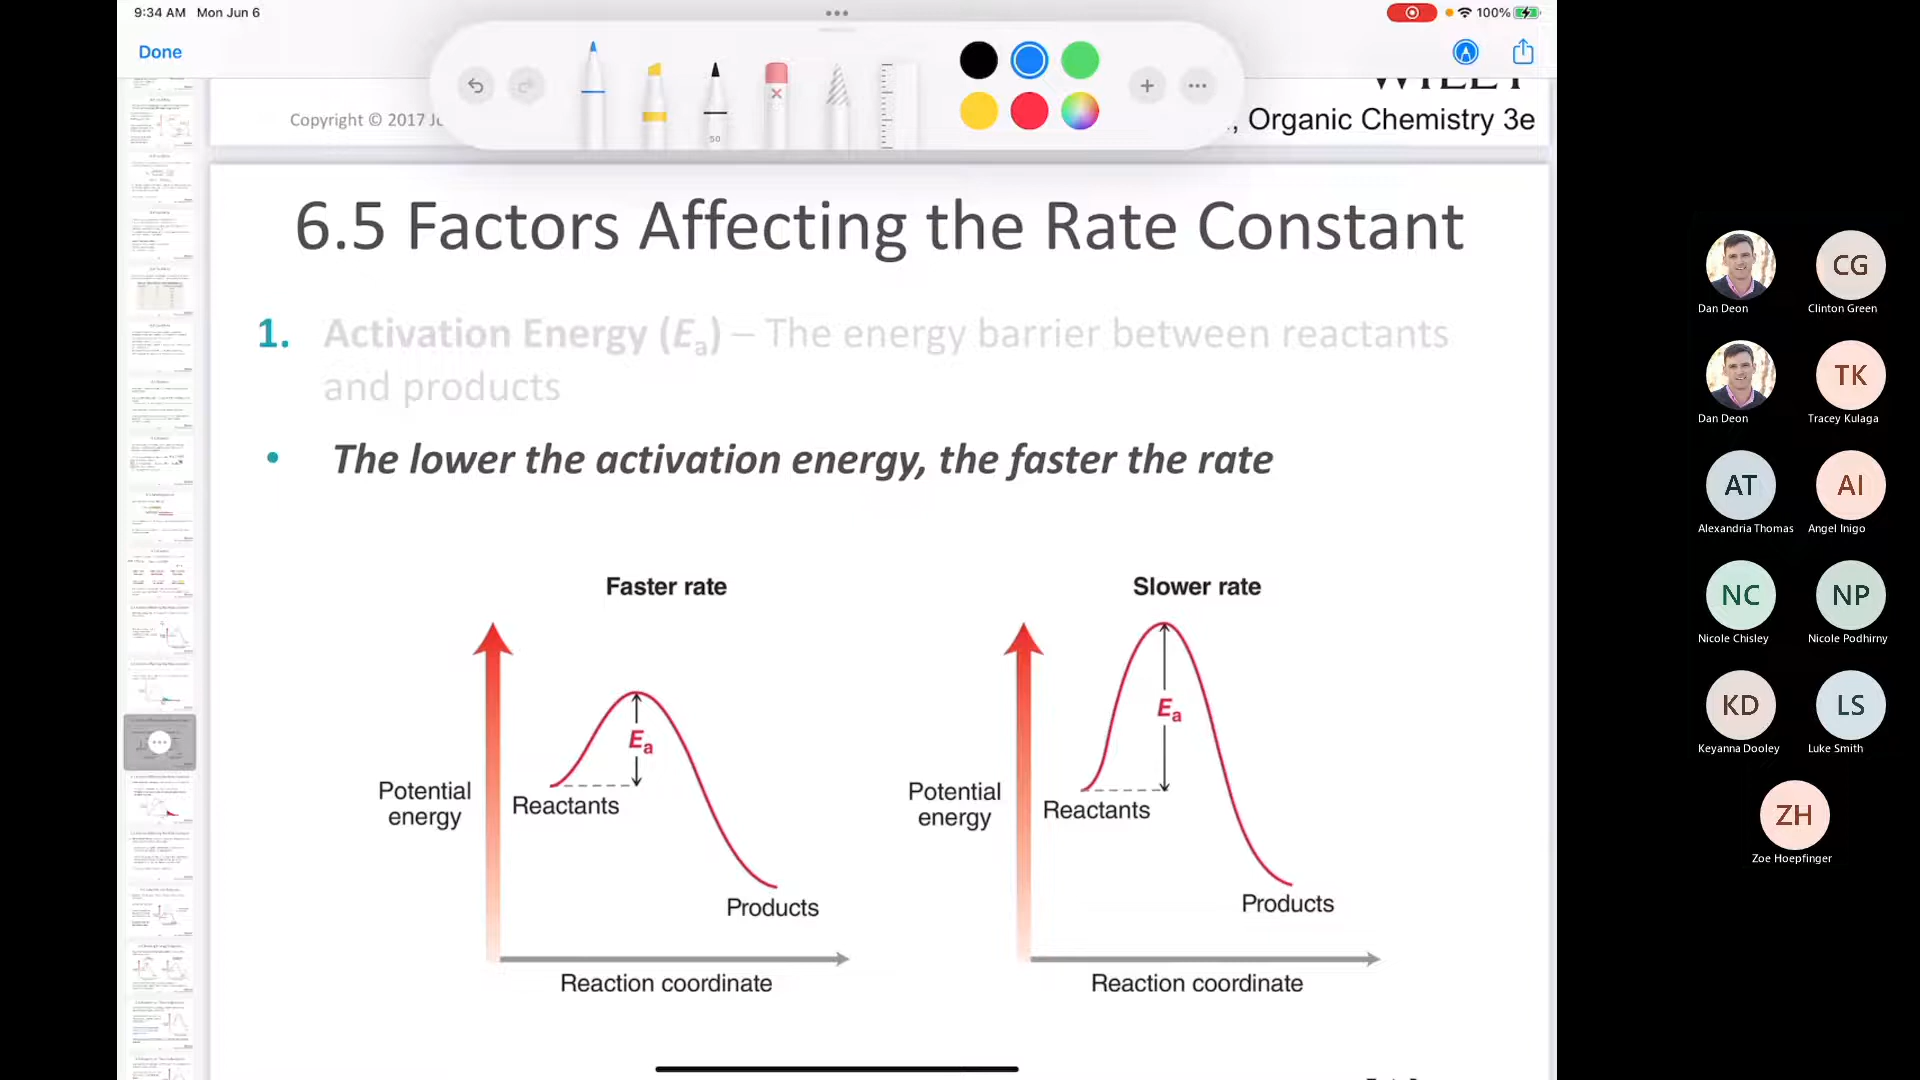 9:34 AM Mon Jun 6
100%
Done
50
Copyright © 2017
, Organic Chemistry 3e
6.5 Factors Affecting the Rate Constant
1. Activation Energy (Ea) – The energy barrier between reactants
and products
• The lower the activation energy, the faster the rate
Faster rate
Ea
Potential
energy
Reactants
Products
Reaction coordinate
Slower rate
Ea
Potential
energy
Reactants
Products
Reaction coordinate
Dan Deon
CG
Clinton Green
Dan Deon
TK
Tracey Kulaga
AT
Alexandria Thomas
AI
Angel Inigo
NC
Nicole Chisley
NP
Nicole Podhirny
KD
Keyanna Dooley
LS
Luke Smith
ZH
Zoe Hoepfinger